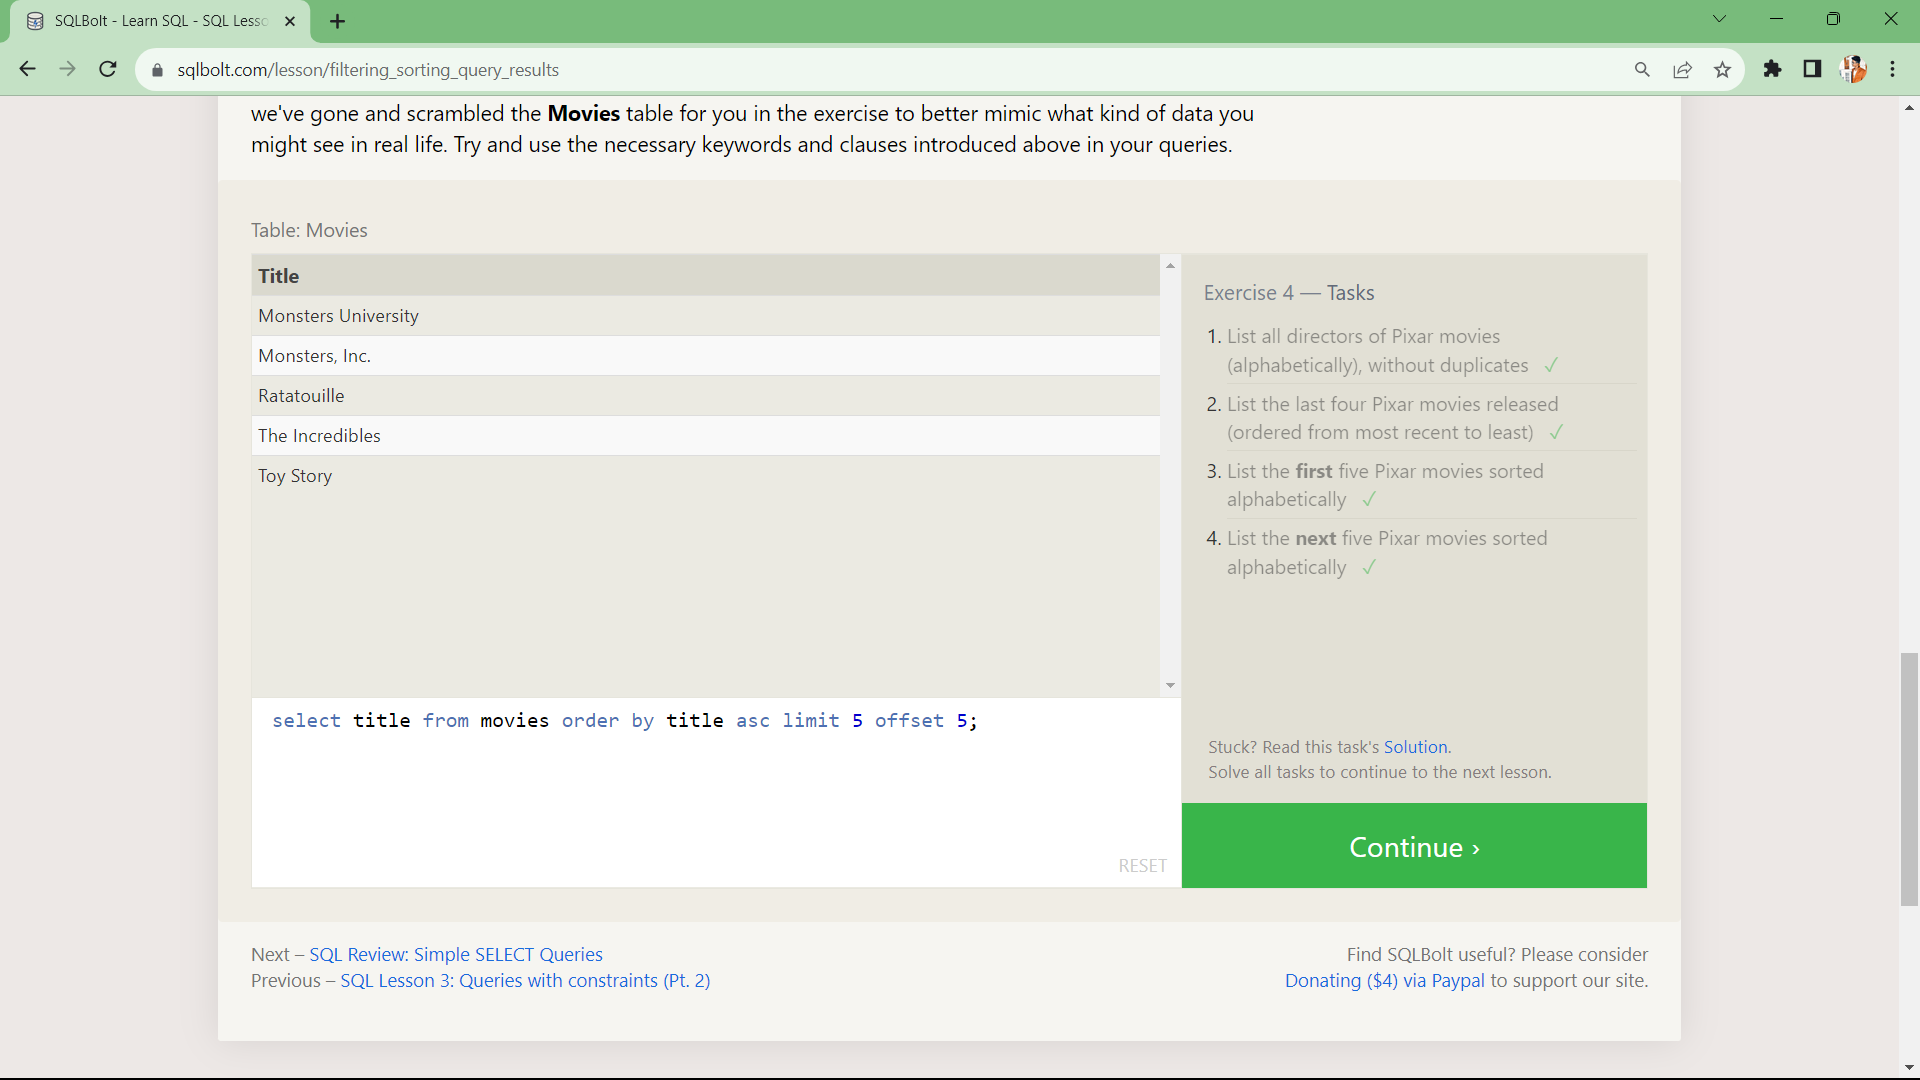 SQLBolt - Learn SQL - SQL Lesso
sqlbolt.com/lesson/filtering_sorting_query_results
we've gone and scrambled the Movies table for you in the exercise to better mimic what kind of data you
might see in real life. Try and use the necessary keywords and clauses introduced above in your queries.
Table: Movies
Title
Monsters University
Monsters, Inc.
Ratatouille
The Incredibles
Toy Story
select title from movies order by title asc limit 5 offset 5;
RESET
Exercise 4 — Tasks
1. List all directors of Pixar movies
(alphabetically), without duplicates ✓
2. List the last four Pixar movies released
(ordered from most recent to least) ✓
3. List the first five Pixar movies sorted
alphabetically ✓
4. List the next five Pixar movies sorted
alphabetically ✓
Stuck? Read this task's Solution.
Solve all tasks to continue to the next lesson.
Continue ›
Next – SQL Review: Simple SELECT Queries
Previous – SQL Lesson 3: Queries with constraints (Pt. 2)
Find SQLBolt useful? Please consider
Donating ($4) via Paypal to support our site.